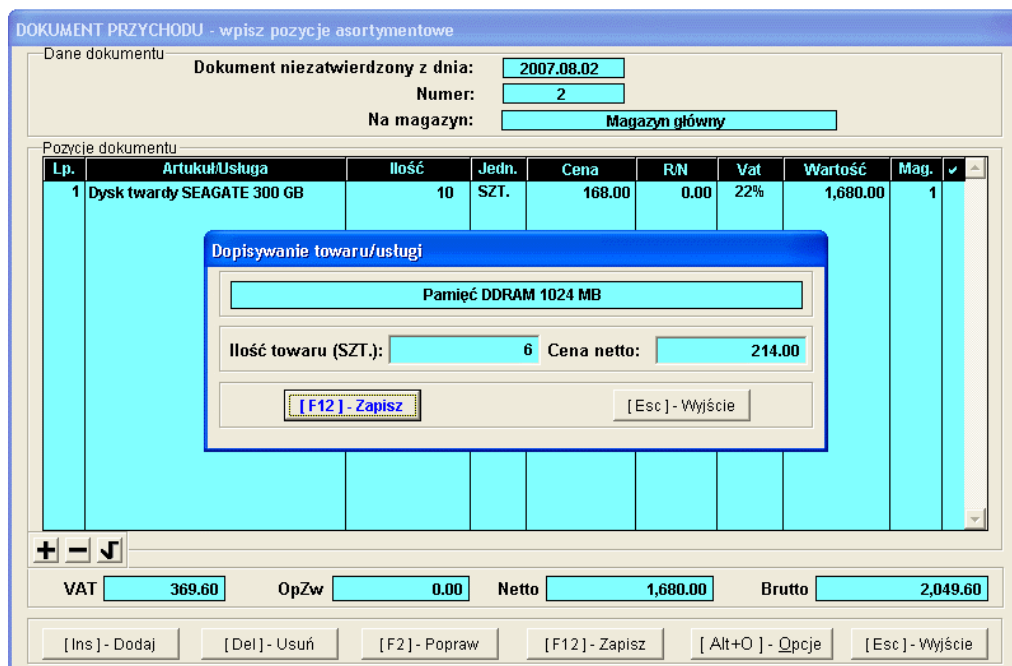 DOKUMENT PRZYCHODU - wpisz pozycje asortymentowe
Dane dokumentu
Dokument niezatwierdzony z dnia: 2007.08.02
Numer: 2
Na magazyn: Magazyn główny
Pozycje dokumentu
Lp. Artukuł/Usługa Ilość Jedn. Cena R/N Vat Wartość Mag. ✔
1 Dysk twardy SEAGATE 300 GB 10 SZT. 168.00 0.00 22% 1,680.00 1
Dopisywanie towaru/usługi
Pamięć DDRAM 1024 MB
Ilość towaru (SZT.): 6 Cena netto: 214.00
[ F12 ] - Zapisz [ Esc ] - Wyjście
VAT 369.60 OpZw 0.00 Netto 1,680.00 Brutto 2,049.60
[ Ins ] - Dodaj [ Del ] - Usuń [ F2 ] - Popraw [ F12 ] - Zapisz [ Alt+O ] - Opcje [ Esc ] - Wyjście